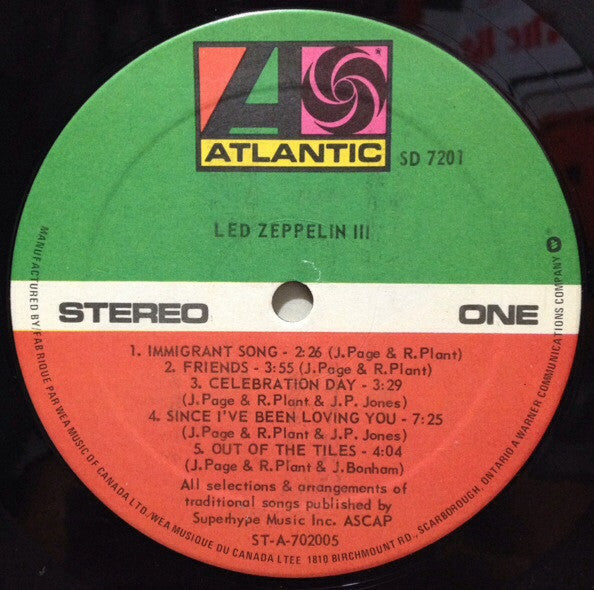 ATLANTIC
SD 7201
LED ZEPPELIN III
STEREO
ONE
1. IMMIGRANT SONG - 2:26 (J.Page & R.Plant)
2. FRIENDS - 3:55 (J.Page & R.Plant)
3. CELEBRATION DAY - 3:29
(J.Page & R.Plant & J.P. Jones)
4. SINCE I'VE BEEN LOVING YOU - 7:25
(J.Page & R.Plant & J.P. Jones)
5. OUT OF THE TILES - 4:04
(J.Page & R.Plant & J.Bonham)
All selections & arrangements of
traditional songs published by
Superhype Music Inc. ASCAP
ST-A-702005
MANUFACTURED BY/FABRIQUE PAR WEA MUSIC OF CANADA LTD./WEA MUSIQUE DU CANADA LTEE 1810 BIRCHMOUNT RD., SCARBOROUGH, ONTARIO A WARNER COMMUNICATIONS COMPANY